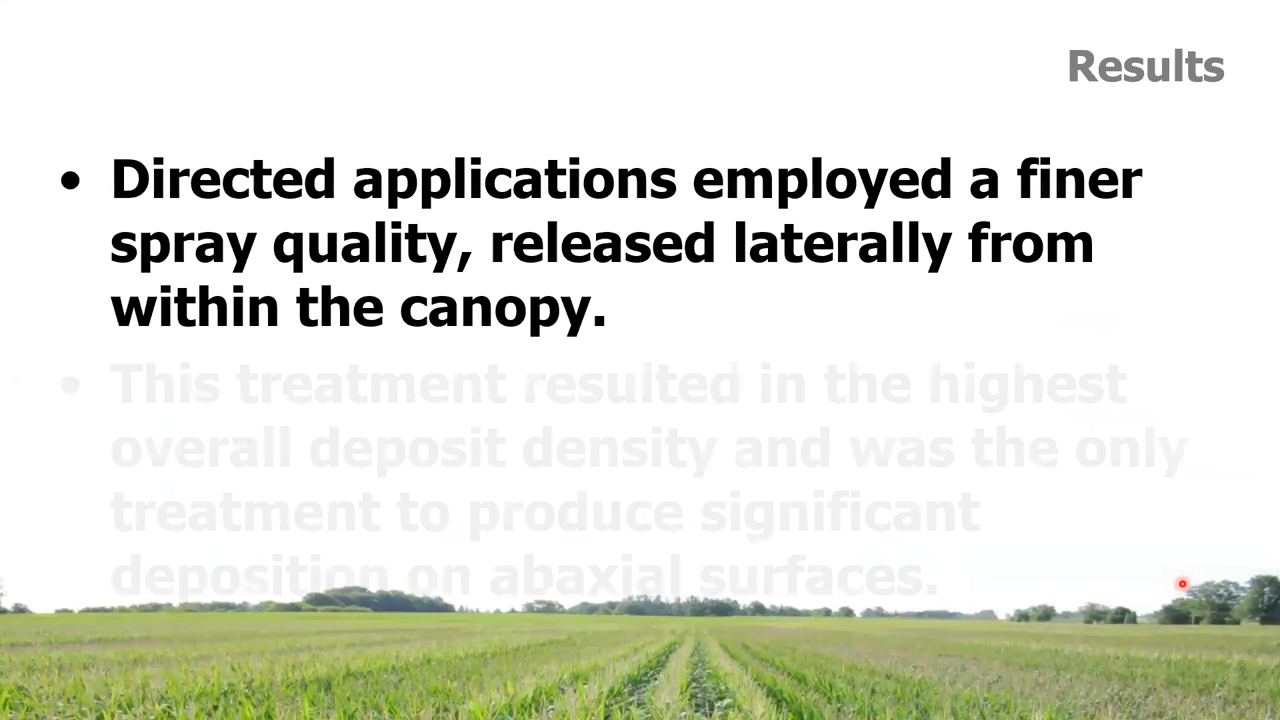 Results
• Directed applications employed a finer
spray quality, released laterally from
within the canopy.
• This treatment resulted in the highest
overall deposit density and was the only
treatment to produce significant
deposition on abaxial surfaces.